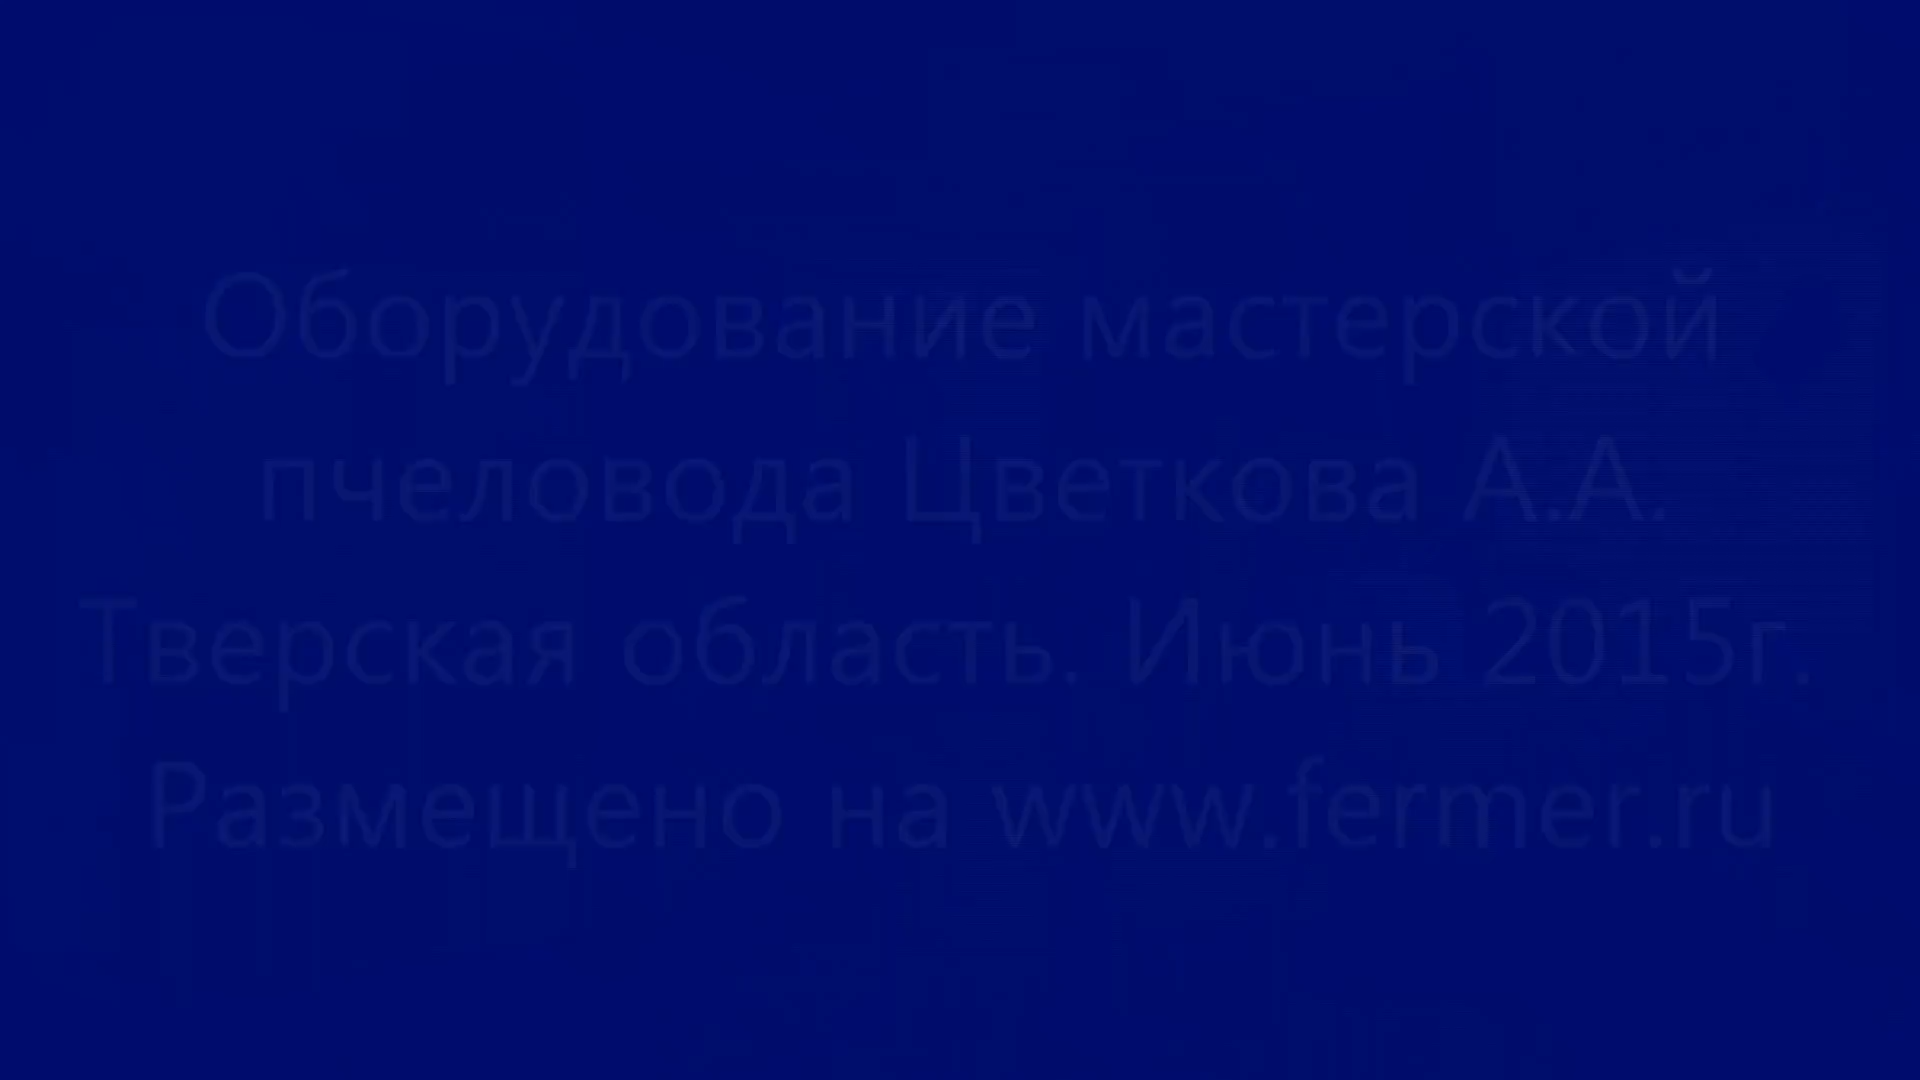 Оборудование мастерской
пчеловода Цветкова А.А.
Тверская область. Июнь 2015г.
Размещено на www.fermer.ru